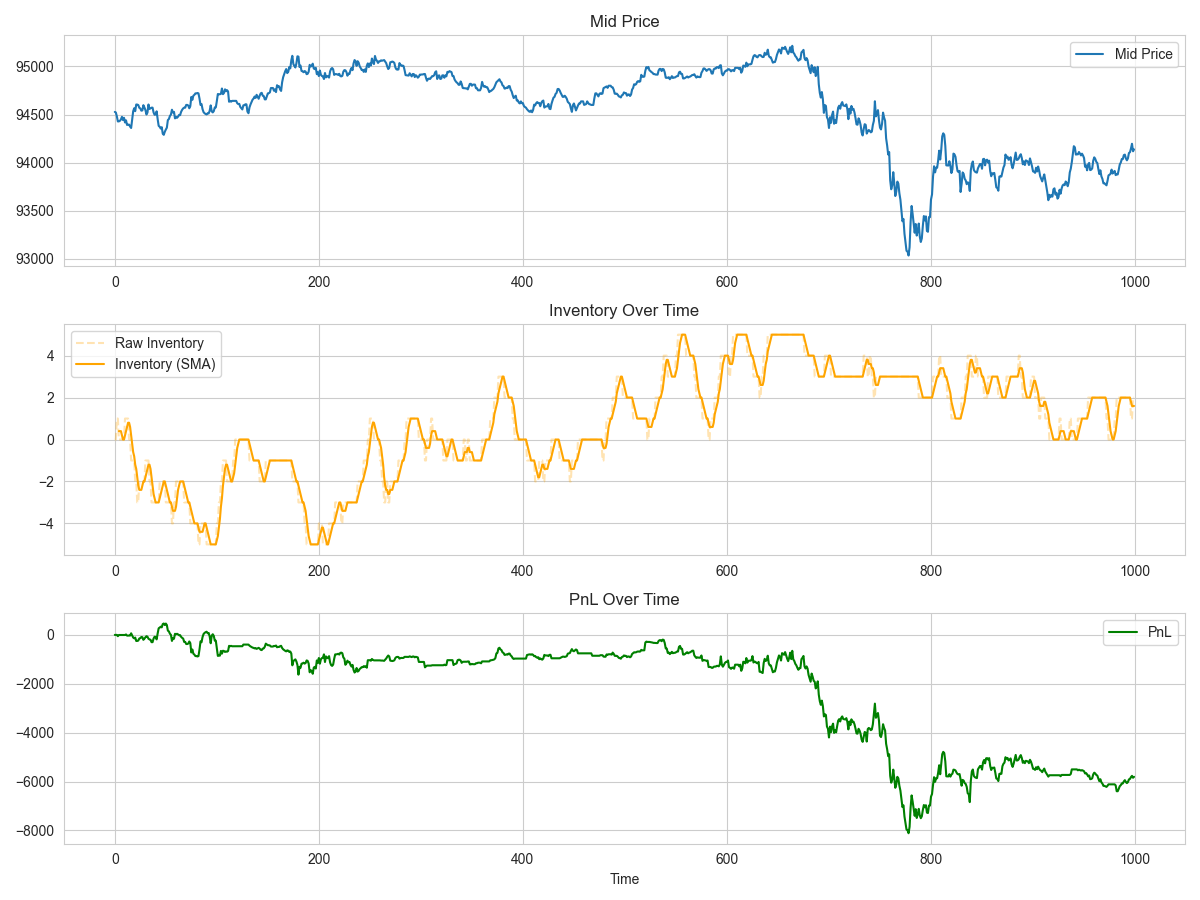 Mid Price
Mid Price
95000
94500
94000
93500
93000
0 200 400 600 800 1000
Inventory Over Time
Raw Inventory
Inventory (SMA)
4
2
0
−2
−4
0 200 400 600 800 1000
PnL Over Time
PnL
0
−2000
−4000
−6000
−8000
0 200 400 600 800 1000
Time